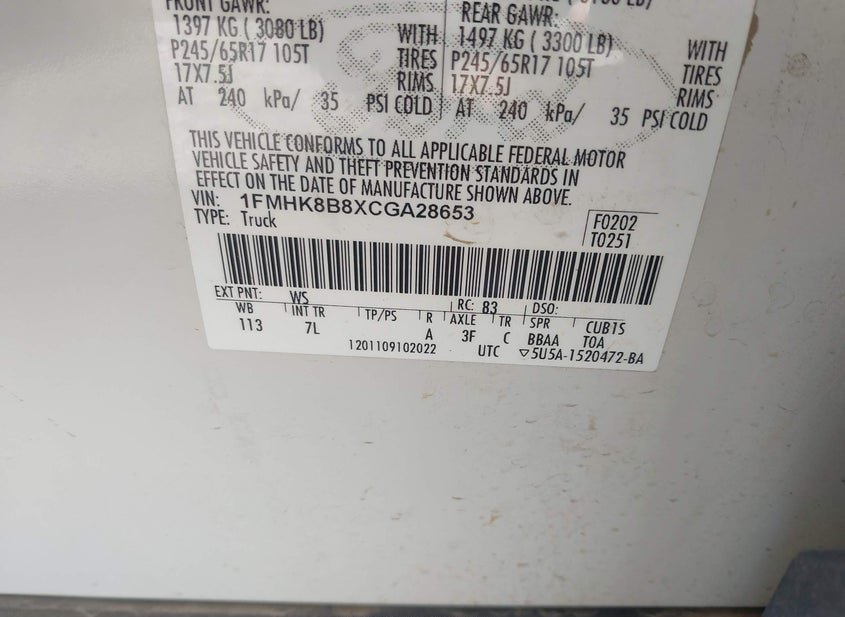 FRONT GAWR:
1397 KG ( 3080 LB) WITH
P245/65R17 105T TIRES
17X7.5J RIMS
AT 240 kPa/ 35 PSI COLD
REAR GAWR:
1497 KG ( 3300 LB) WITH
P245/65R17 105T TIRES
17X7.5J RIMS
AT 240 kPa/ 35 PSI COLD
THIS VEHICLE CONFORMS TO ALL APPLICABLE FEDERAL MOTOR
VEHICLE SAFETY AND THEFT PREVENTION STANDARDS IN
EFFECT ON THE DATE OF MANUFACTURE SHOWN ABOVE.
VIN: 1FMHK8B8XCGA28653
TYPE: Truck
F0202
T0251
EXT PNT: WS RC: 83 DSO:
WB INT TR TP/PS R AXLE TR SPR CUB1S
113 7L A 3F C BBAA TOA
1201109102022 UTC ▽5U5A-1520472-BA